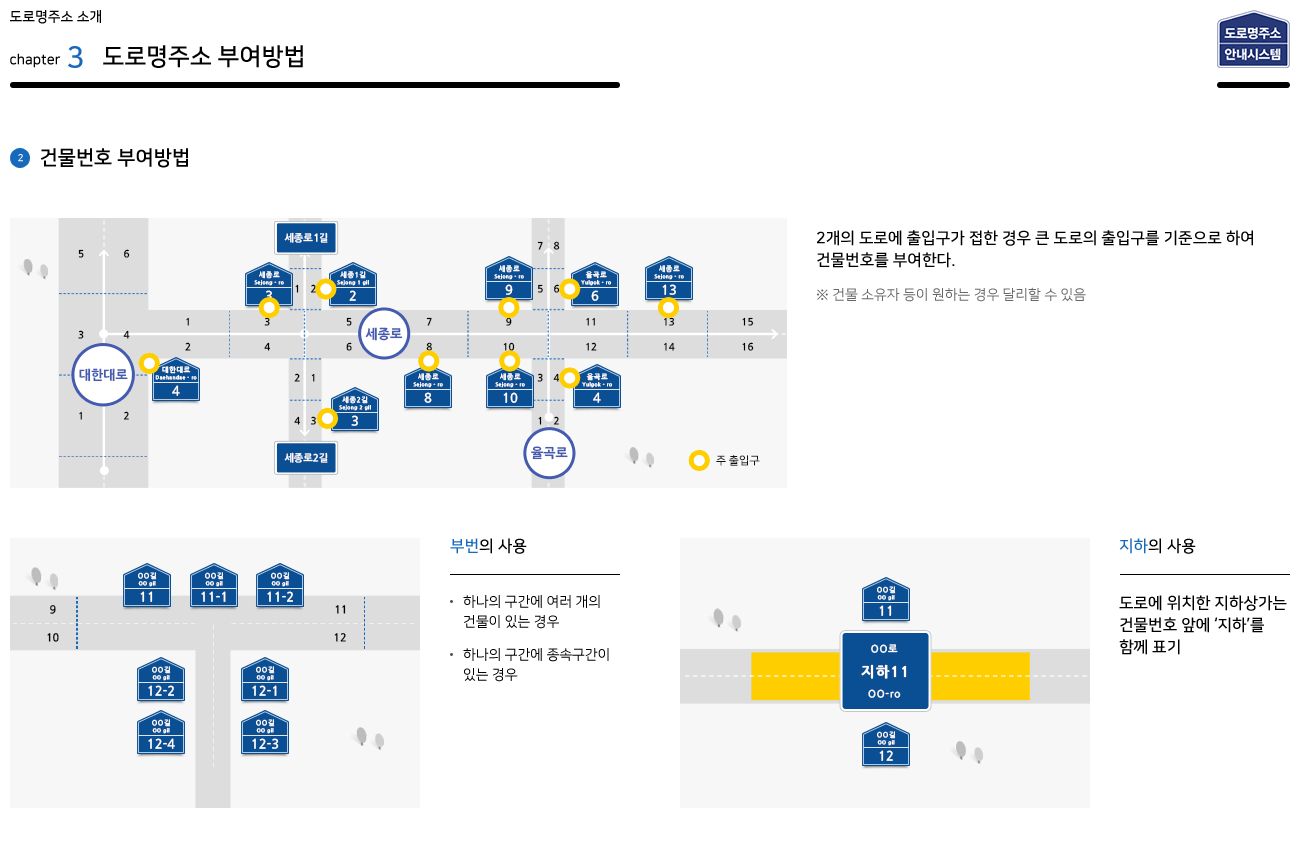 도로명주소 소개
chapter 3 도로명주소 부여방법
도로명주소
안내시스템
2 건물번호 부여방법
5 6
3 4
1 2
대한대로
대한대로
Daehandae - ro
4
세종로1길
세종로
Sejong - ro
3
세종1길
Sejong 1 gil
2
1 2
세종로
Sejong - ro
9
7 8
5 6
율곡로
Yulpok - ro
6
세종로
Sejong - ro
13
1 3 5 7 9 11 13 15
세종로
2 4 6 8 10 12 14 16
2 1
4 3
세종2길
Sejong 2 gil
3
세종로2길
세종로
Sejong - ro
8
세종로
Sejong - ro
10
3 4
1 2
율곡로
Yulpok - ro
4
율곡로
주 출입구
2개의 도로에 출입구가 접한 경우 큰 도로의 출입구를 기준으로 하여
건물번호를 부여한다.
※ 건물 소유자 등이 원하는 경우 달리할 수 있음
OO길
OO gil
11
OO길
OO gil
11-1
OO길
OO gil
11-2
9 11
10 12
OO길
OO gil
12-2
OO길
OO gil
12-1
OO길
OO gil
12-4
OO길
OO gil
12-3
부번의 사용
• 하나의 구간에 여러 개의
건물이 있는 경우
• 하나의 구간에 종속구간이
있는 경우
OO길
OO gil
11
OO로
지하11
OO-ro
OO길
OO gil
12
지하의 사용
도로에 위치한 지하상가는
건물번호 앞에 ‘지하’를
함께 표기